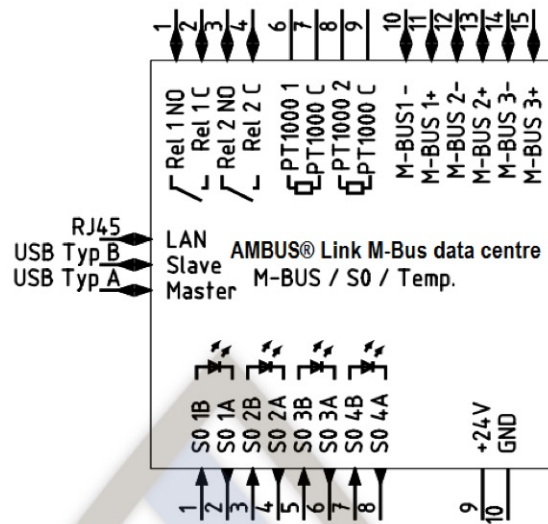 1 2 3 4 6 7 8 9 10 11 12 13 14 15
Rel 1 NO
Rel 1 C
Rel 2 NO
Rel 2 C
PT1000 1
PT1000 C
PT1000 2
PT1000 C
M-BUS1 -
M-BUS 1+
M-BUS 2-
M-BUS 2+
M-BUS 3-
M-BUS 3+
RJ45 LAN
USB Typ B Slave
USB Typ A Master
AMBUS® Link M-Bus data centre
M-BUS / S0 / Temp.
S0 1B
S0 1A
S0 2B
S0 2A
S0 3B
S0 3A
S0 4B
S0 4A
+24V
GND
1 2 3 4 5 6 7 8 9 10